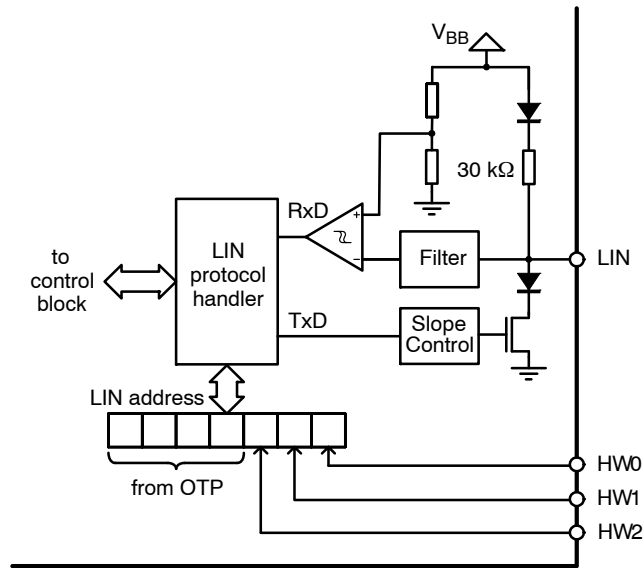 VBB
30 kΩ
RxD
+
−
LIN
protocol
handler
to
control
block
Filter
LIN
TxD
Slope
Control
LIN address
from OTP
HW0
HW1
HW2